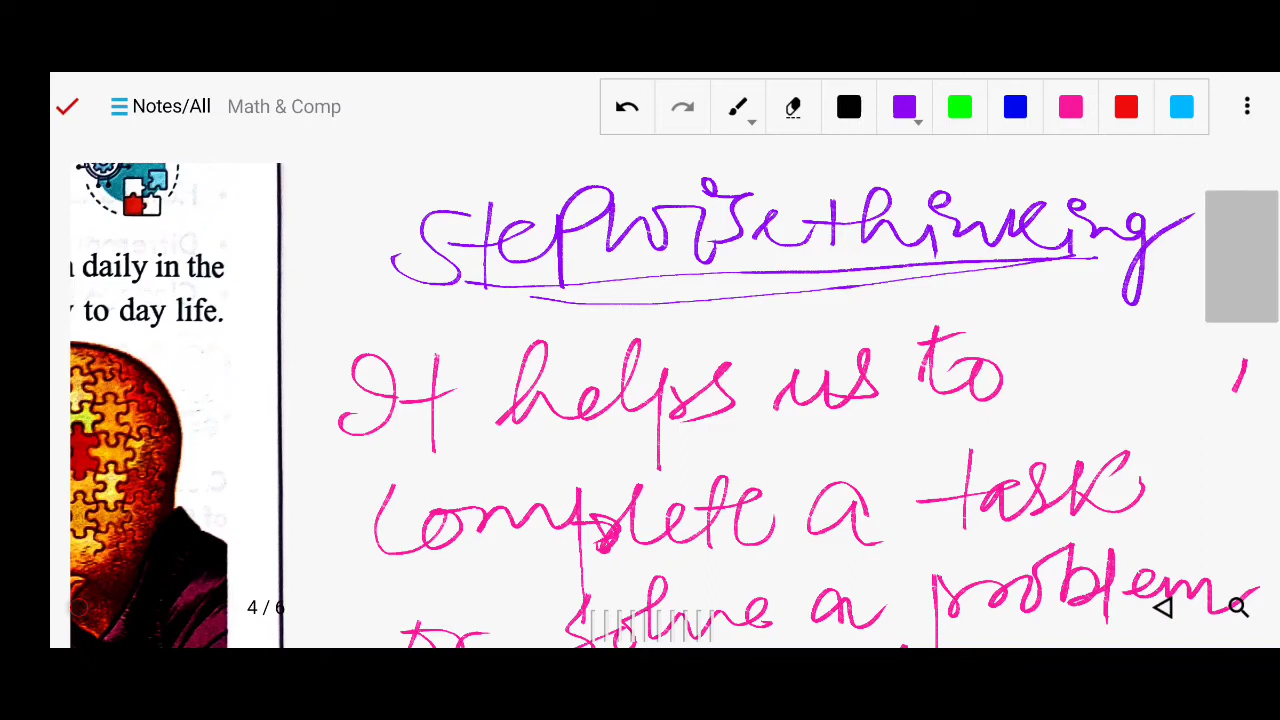 Notes/All Math & Comp
Stepwise thinking
daily in the
to day life.
It helps us to
complete a task
or solve a problem
4 / 6